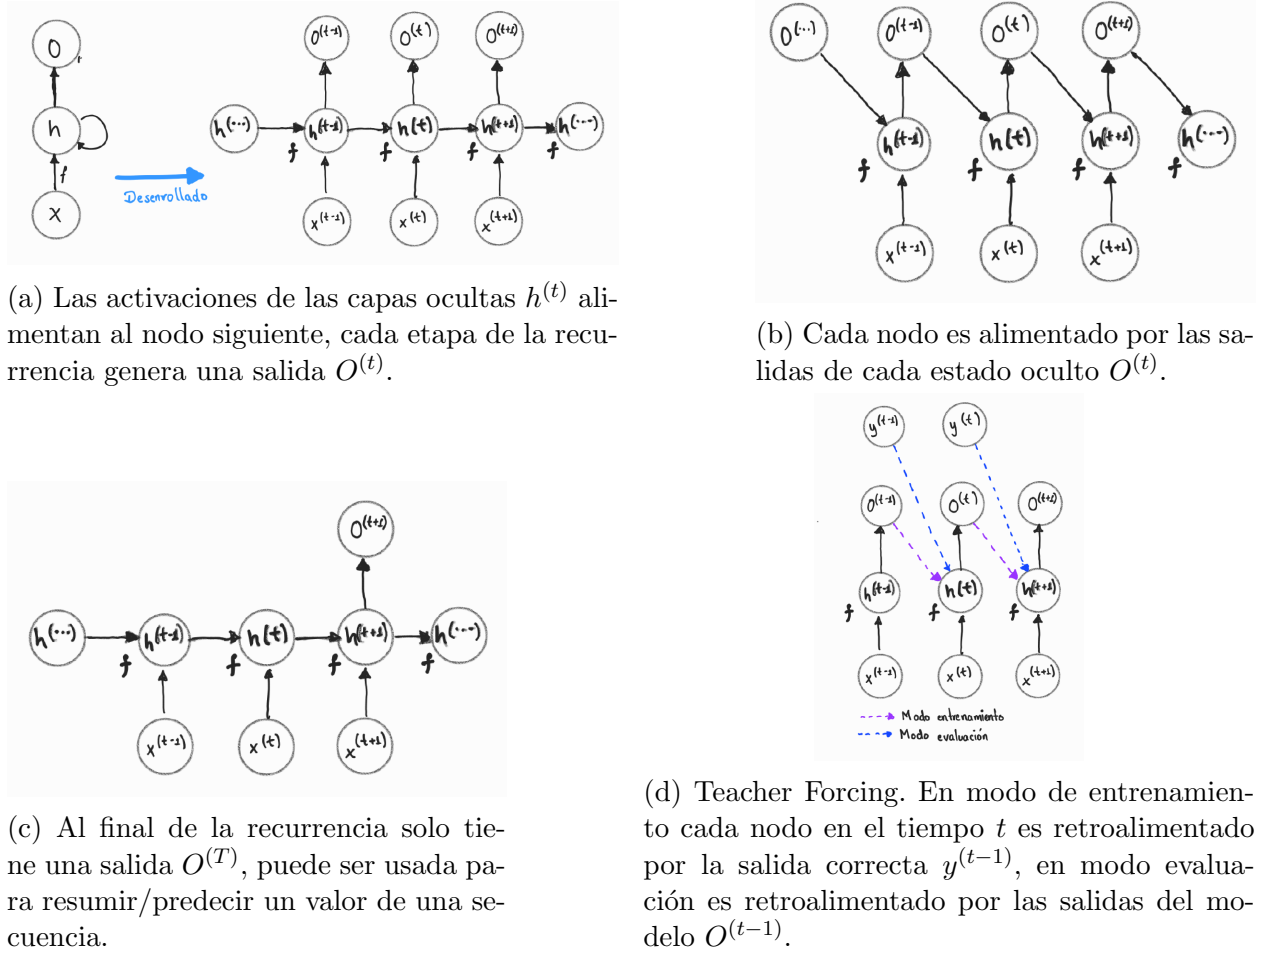 O
h
f
x
Desenrollado
O^(t-1)
O^(t)
O^(t+1)
h^(...)
h^(t-1)
h(t)
h^(t+1)
h^(...)
f
f
f
f
x^(t-1)
x^(t)
x^(t+1)
(a) Las activaciones de las capas ocultas h^(t) ali-
mentan al nodo siguiente, cada etapa de la recu-
rrencia genera una salida O^(t).
O^(...)
O^(t-1)
O^(t)
O^(t+1)
h^(t-1)
h(t)
h^(t+1)
h^(...)
f
f
f
f
x^(t-1)
x^(t)
x^(t+1)
(b) Cada nodo es alimentado por las sa-
lidas de cada estado oculto O^(t).
O^(t+1)
h^(...)
h^(t-1)
h(t)
h^(t+1)
h^(...)
f
f
f
f
x^(t-1)
x^(t)
x^(t+1)
(c) Al final de la recurrencia solo tie-
ne una salida O^(T), puede ser usada pa-
ra resumir/predecir un valor de una se-
cuencia.
y^(t-1)
y^(t)
O^(t-1)
O^(t)
O^(t+1)
h^(t-1)
h(t)
h^(t+1)
f
f
f
x^(t-1)
x^(t)
x^(t+1)
Modo entrenamiento
Modo evaluación
(d) Teacher Forcing. En modo de entrenamien-
to cada nodo en el tiempo t es retroalimentado
por la salida correcta y^(t−1), en modo evalua-
ción es retroalimentado por las salidas del mo-
delo O^(t−1).